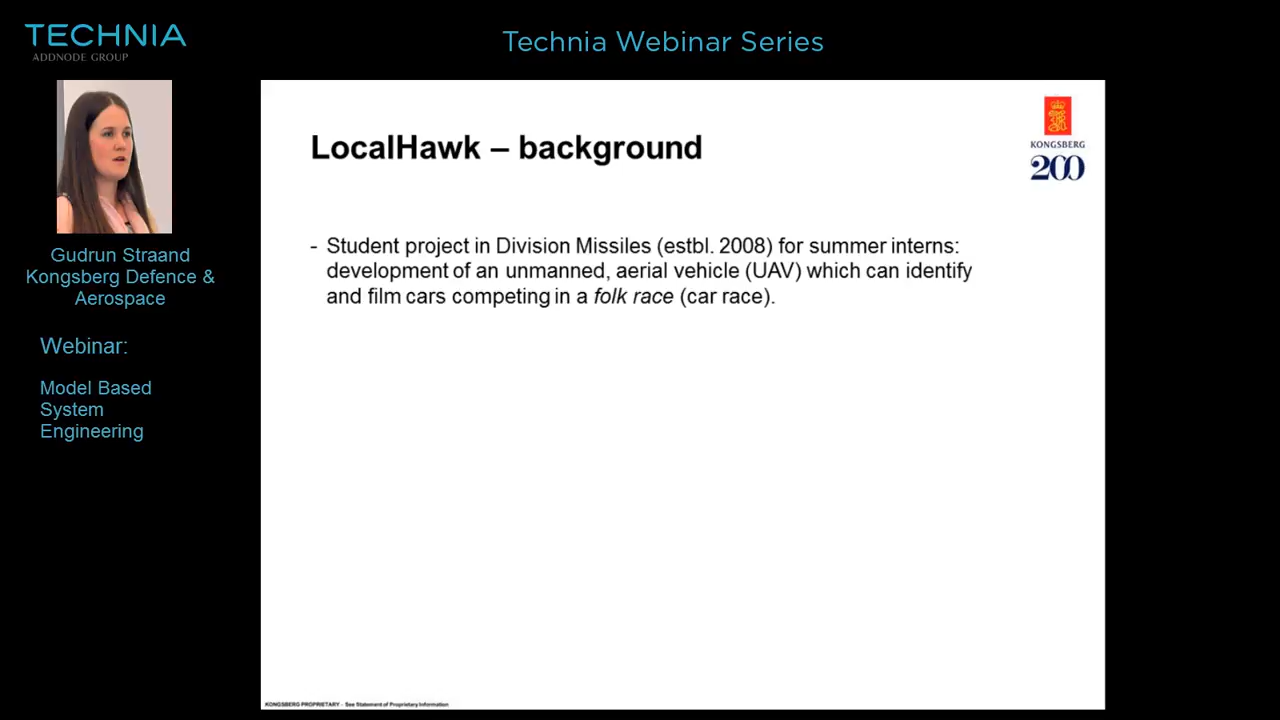 TECHNIA
ADDNODE GROUP
Technia Webinar Series
Gudrun Straand
Kongsberg Defence &
Aerospace
Webinar:
Model Based
System
Engineering
LocalHawk – background
KONGSBERG
200
- Student project in Division Missiles (estbl. 2008) for summer interns:
development of an unmanned, aerial vehicle (UAV) which can identify
and film cars competing in a folk race (car race).
KONGSBERG PROPRIETARY - See Statement of Proprietary Information